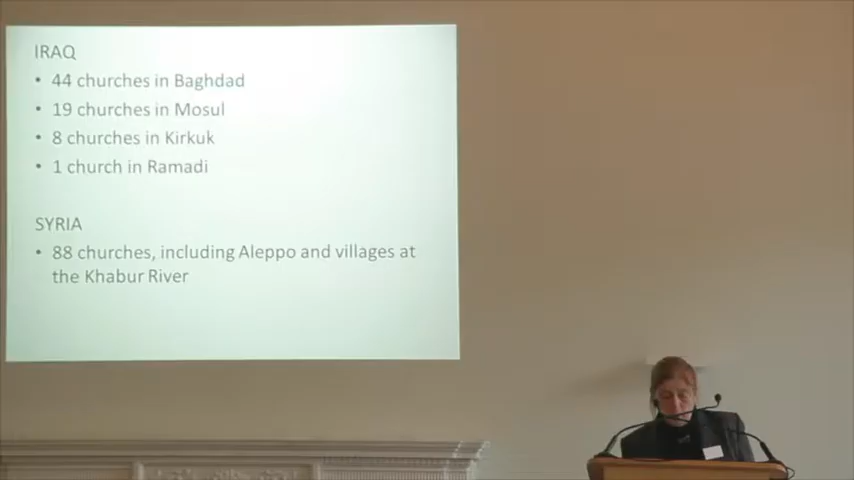 IRAQ
• 44 churches in Baghdad
• 19 churches in Mosul
• 8 churches in Kirkuk
• 1 church in Ramadi
SYRIA
• 88 churches, including Aleppo and villages at
the Khabur River